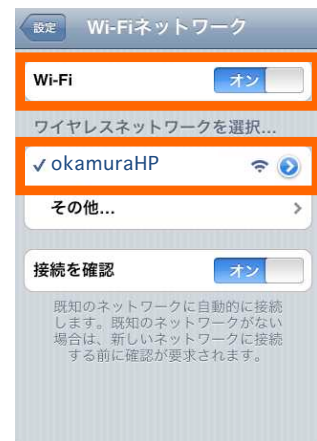 設定 Wi-Fiネットワーク
Wi-Fi オン
ワイヤレスネットワークを選択...
✓ okamuraHP
その他...
接続を確認 オン
既知のネットワークに自動的に接続
します。既知のネットワークがない
場合は、新しいネットワークに接続
する前に確認が要求されます。